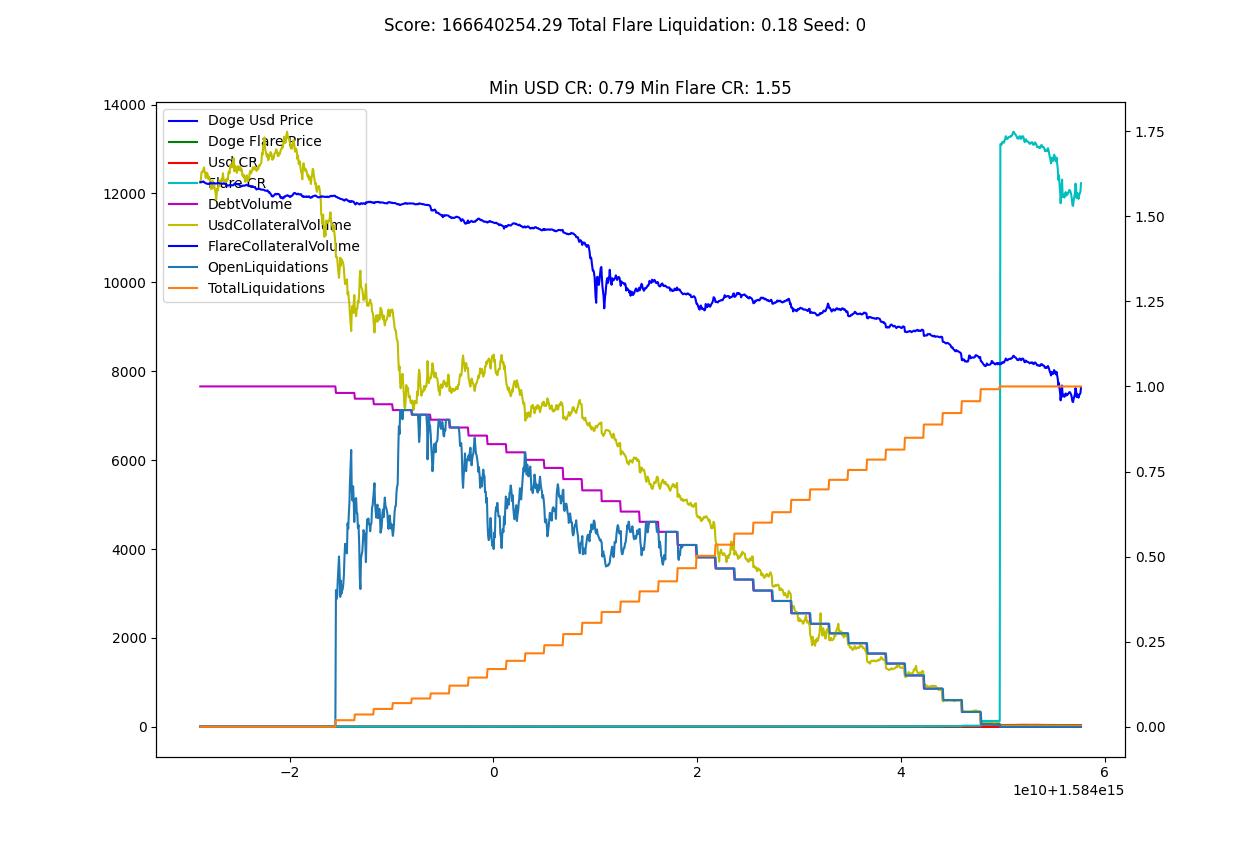 Score: 166640254.29 Total Flare Liquidation: 0.18 Seed: 0
Min USD CR: 0.79 Min Flare CR: 1.55
Doge Usd Price
Doge Flare Price
Usd CR
Flare CR
DebtVolume
UsdCollateralVolume
FlareCollateralVolume
OpenLiquidations
TotalLiquidations
14000
12000
10000
8000
6000
4000
2000
0
1.75
1.50
1.25
1.00
0.75
0.50
0.25
0.00
−2 0 2 4 6
1e10+1.584e15